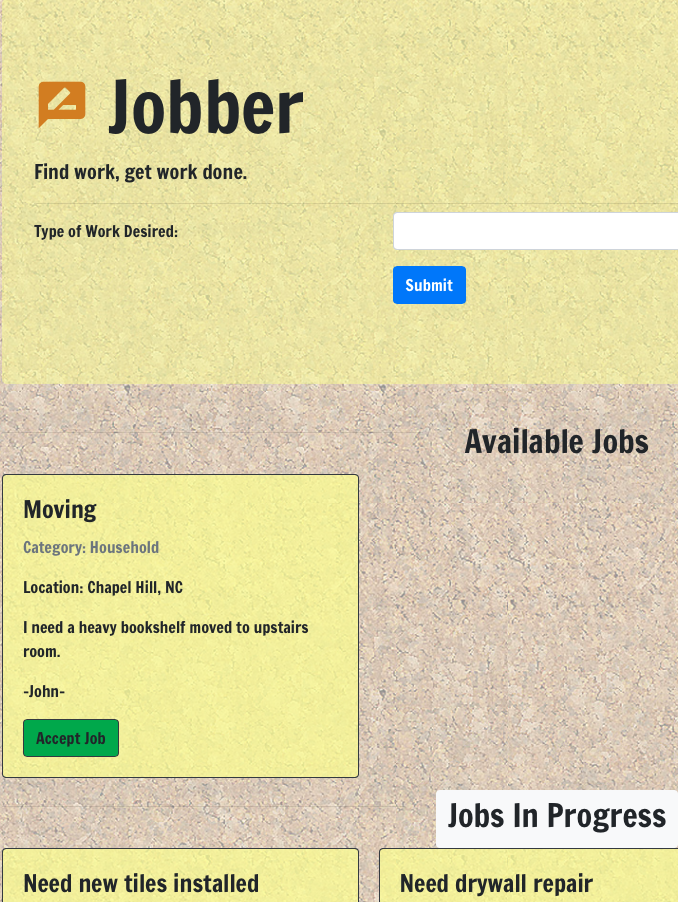 Jobber
Find work, get work done.
Type of Work Desired:
Submit
Available Jobs
Moving
Category: Household
Location: Chapel Hill, NC
I need a heavy bookshelf moved to upstairs
room.
-John-
Accept Job
Jobs In Progress
Need new tiles installed
Need drywall repair